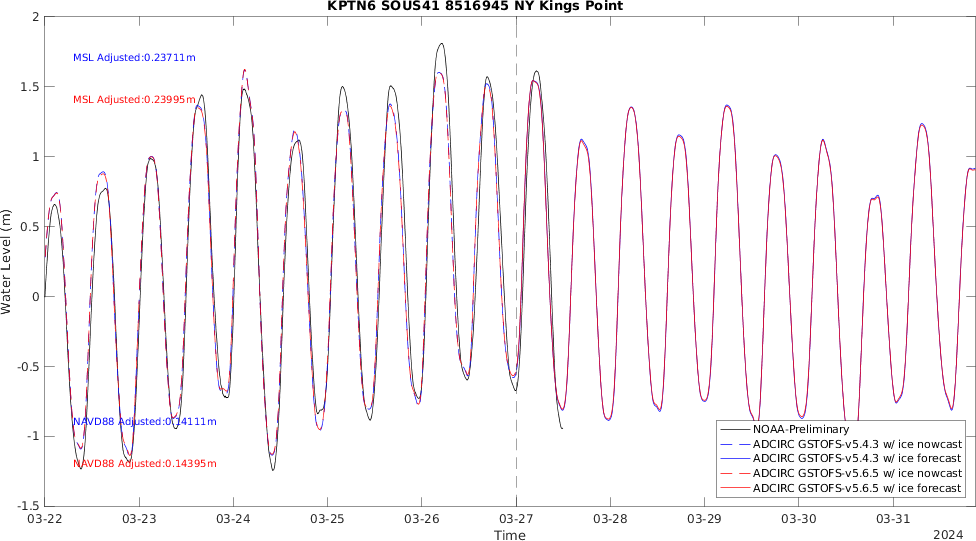 KPTN6 SOUS41 8516945 NY Kings Point
2
1.5
1
0.5
0
-0.5
-1
-1.5
Water Level (m)
MSL Adjusted:0.23711m
MSL Adjusted:0.23995m
NAVD88 Adjusted:0.14111m
NAVD88 Adjusted:0.14395m
NOAA-Preliminary
ADCIRC GSTOFS-v5.4.3 w/ ice nowcast
ADCIRC GSTOFS-v5.4.3 w/ ice forecast
ADCIRC GSTOFS-v5.6.5 w/ ice nowcast
ADCIRC GSTOFS-v5.6.5 w/ ice forecast
03-22 03-23 03-24 03-25 03-26 03-27 03-28 03-29 03-30 03-31
Time
2024